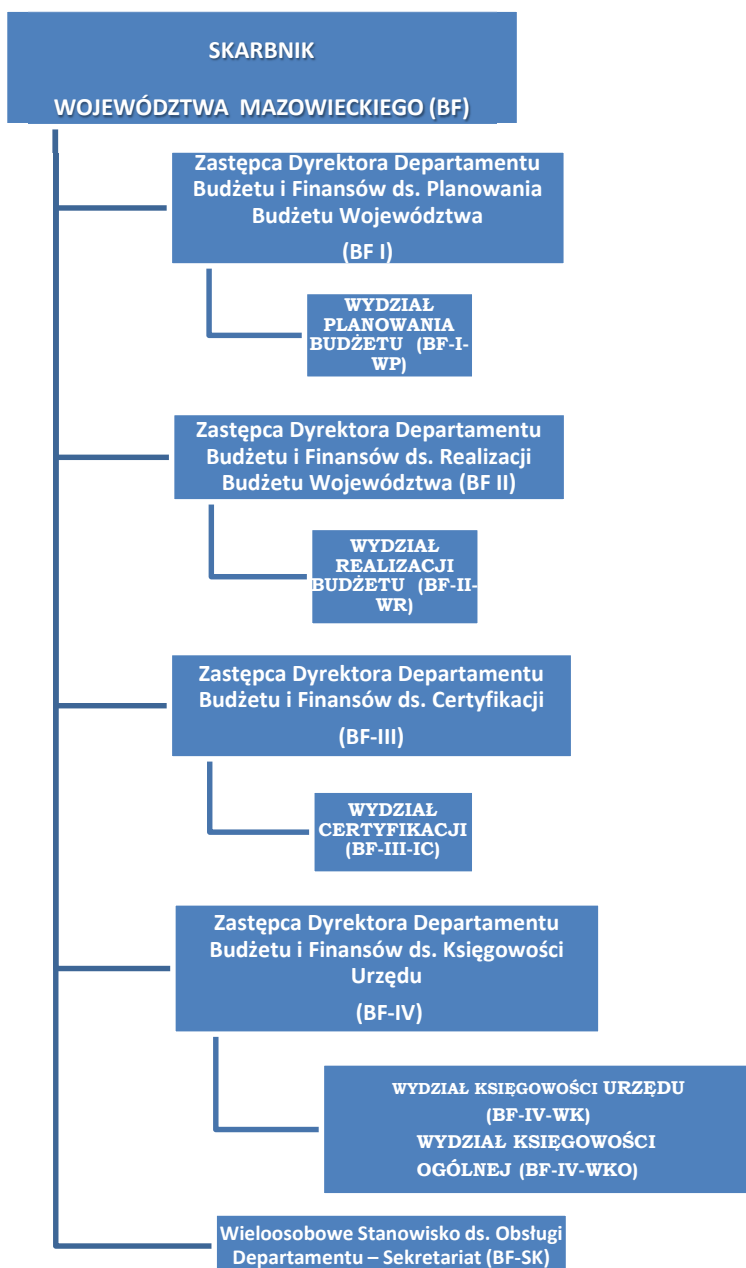 SKARBNIK
WOJEWÓDZTWA MAZOWIECKIEGO (BF)
Zastępca Dyrektora Departamentu
Budżetu i Finansów ds. Planowania
Budżetu Województwa
(BF I)
WYDZIAŁ
PLANOWANIA
BUDŻETU (BF-I-
WP)
Zastępca Dyrektora Departamentu
Budżetu i Finansów ds. Realizacji
Budżetu Województwa (BF II)
WYDZIAŁ
REALIZACJI
BUDŻETU (BF-II-
WR)
Zastępca Dyrektora Departamentu
Budżetu i Finansów ds. Certyfikacji
(BF-III)
WYDZIAŁ
CERTYFIKACJI
(BF-III-IC)
Zastępca Dyrektora Departamentu
Budżetu i Finansów ds. Księgowości
Urzędu
(BF-IV)
WYDZIAŁ KSIĘGOWOŚCI URZĘDU
(BF-IV-WK)
WYDZIAŁ KSIĘGOWOŚCI
OGÓLNEJ (BF-IV-WKO)
Wieloosobowe Stanowisko ds. Obsługi
Departamentu – Sekretariat (BF-SK)